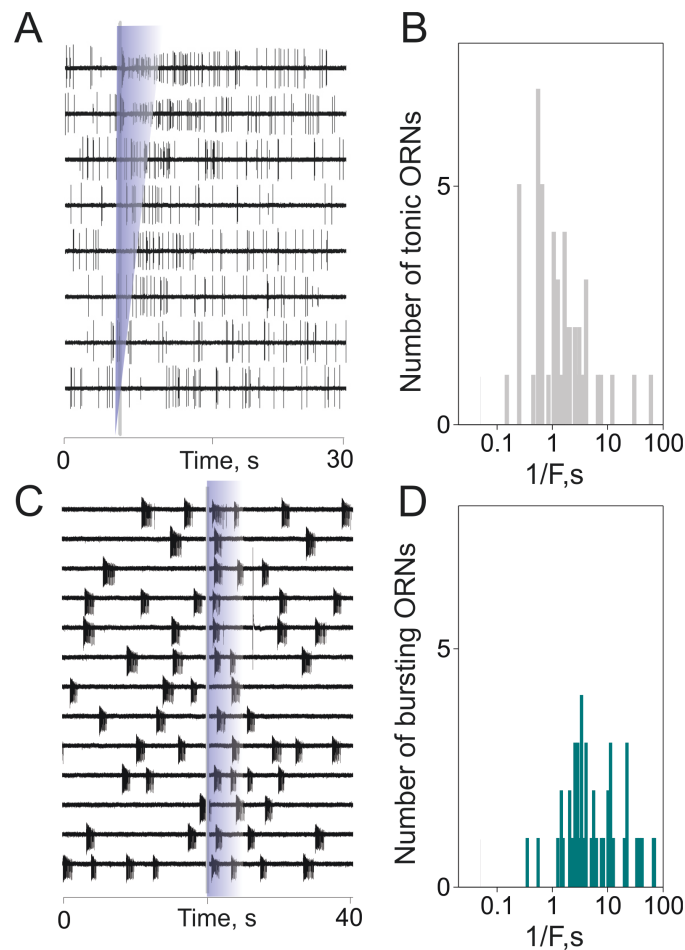 A
0
Time, s
30
B
Number of tonic ORNs
5
0
0.1 1 10 100
1/F,s
C
0
Time, s
40
D
Number of bursting ORNs
5
0
0.1 1 10 100
1/F,s